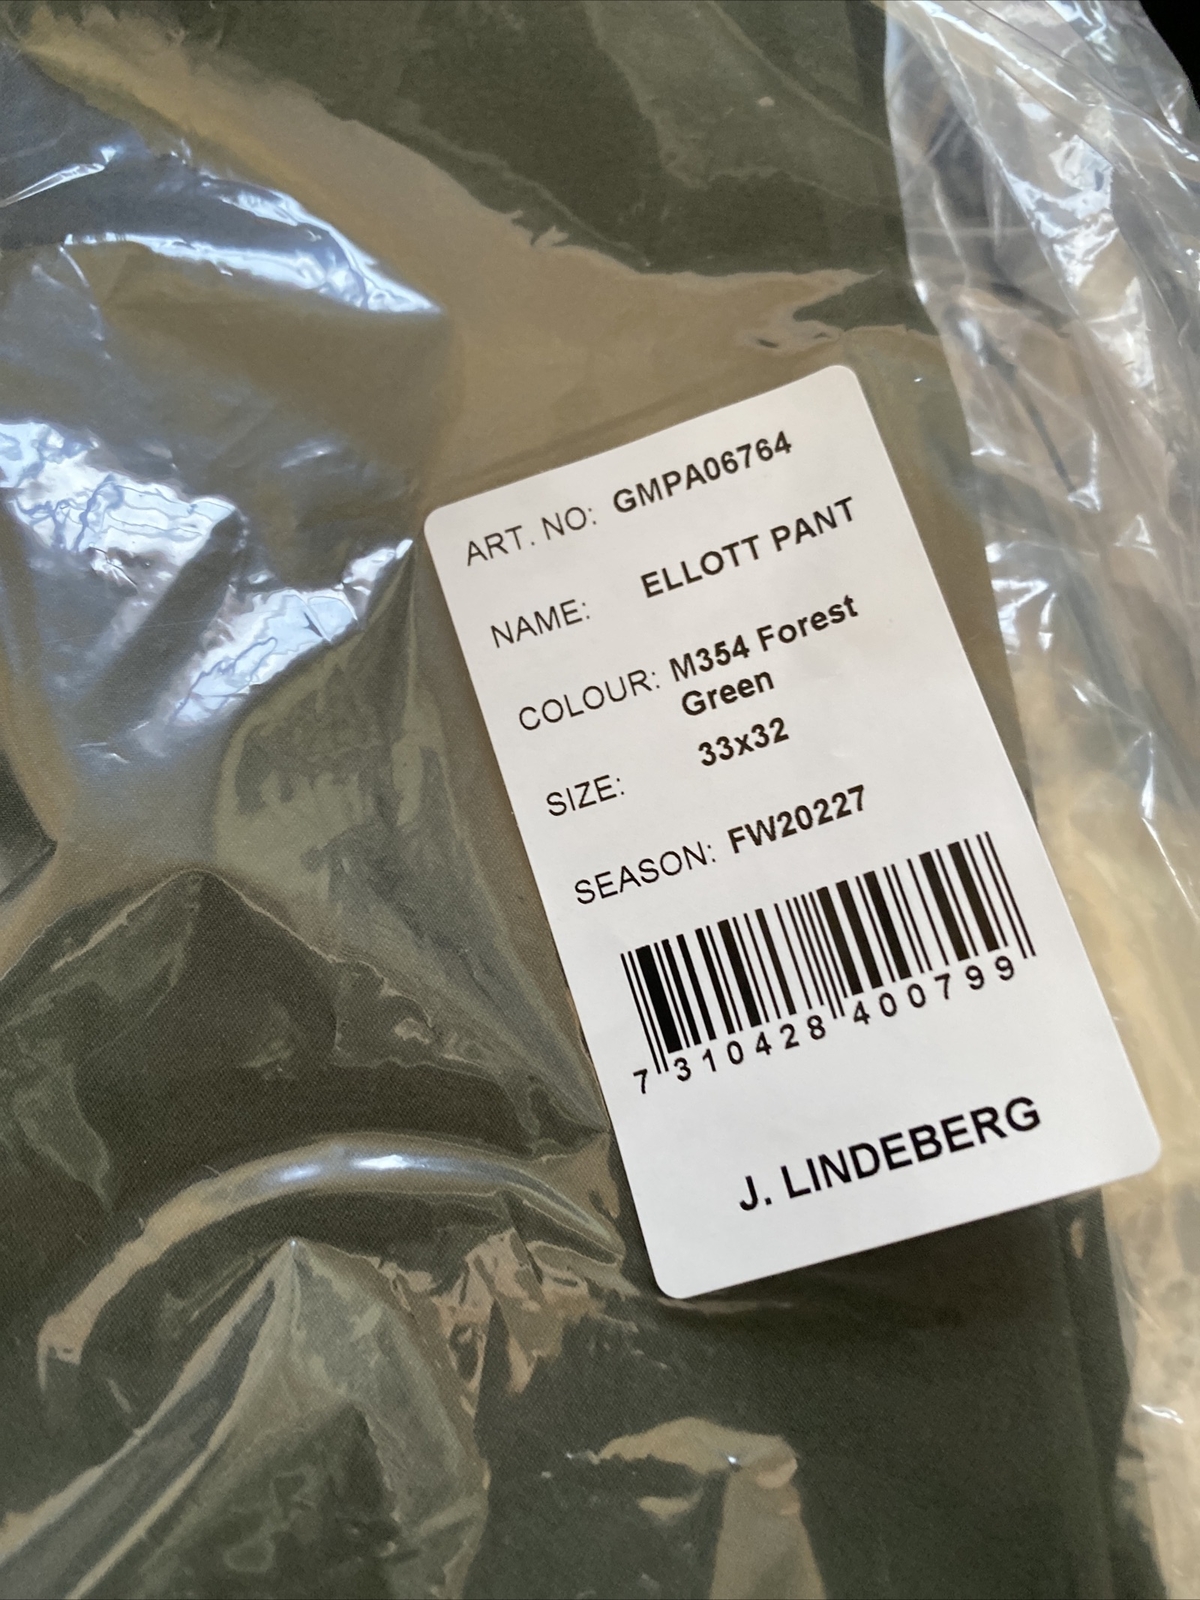 ART. NO: GMPA06764
NAME: ELLOTT PANT
COLOUR: M354 Forest
Green
SIZE: 33x32
SEASON: FW20227
7 310428 400799
J. LINDEBERG